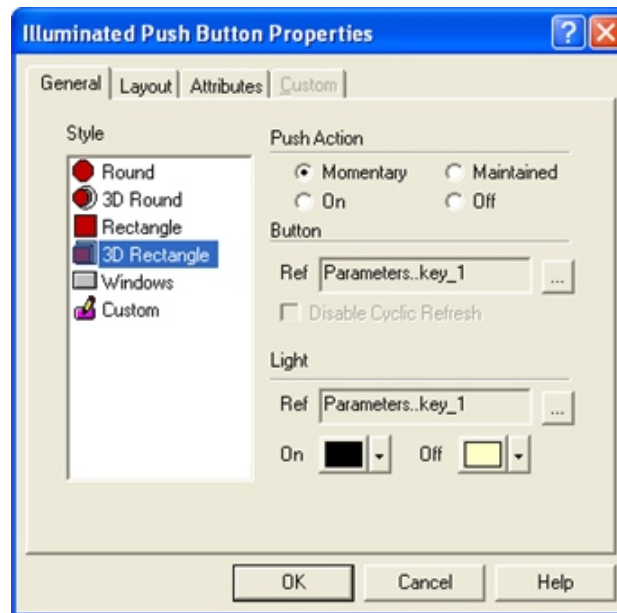 Illuminated Push Button Properties
General Layout Attributes Custom
Style
Round
3D Round
Rectangle
3D Rectangle
Windows
Custom
Push Action
Momentary Maintained
On Off
Button
Ref Parameters..key_1 ...
Disable Cyclic Refresh
Light
Ref Parameters..key_1 ...
On Off
OK Cancel Help